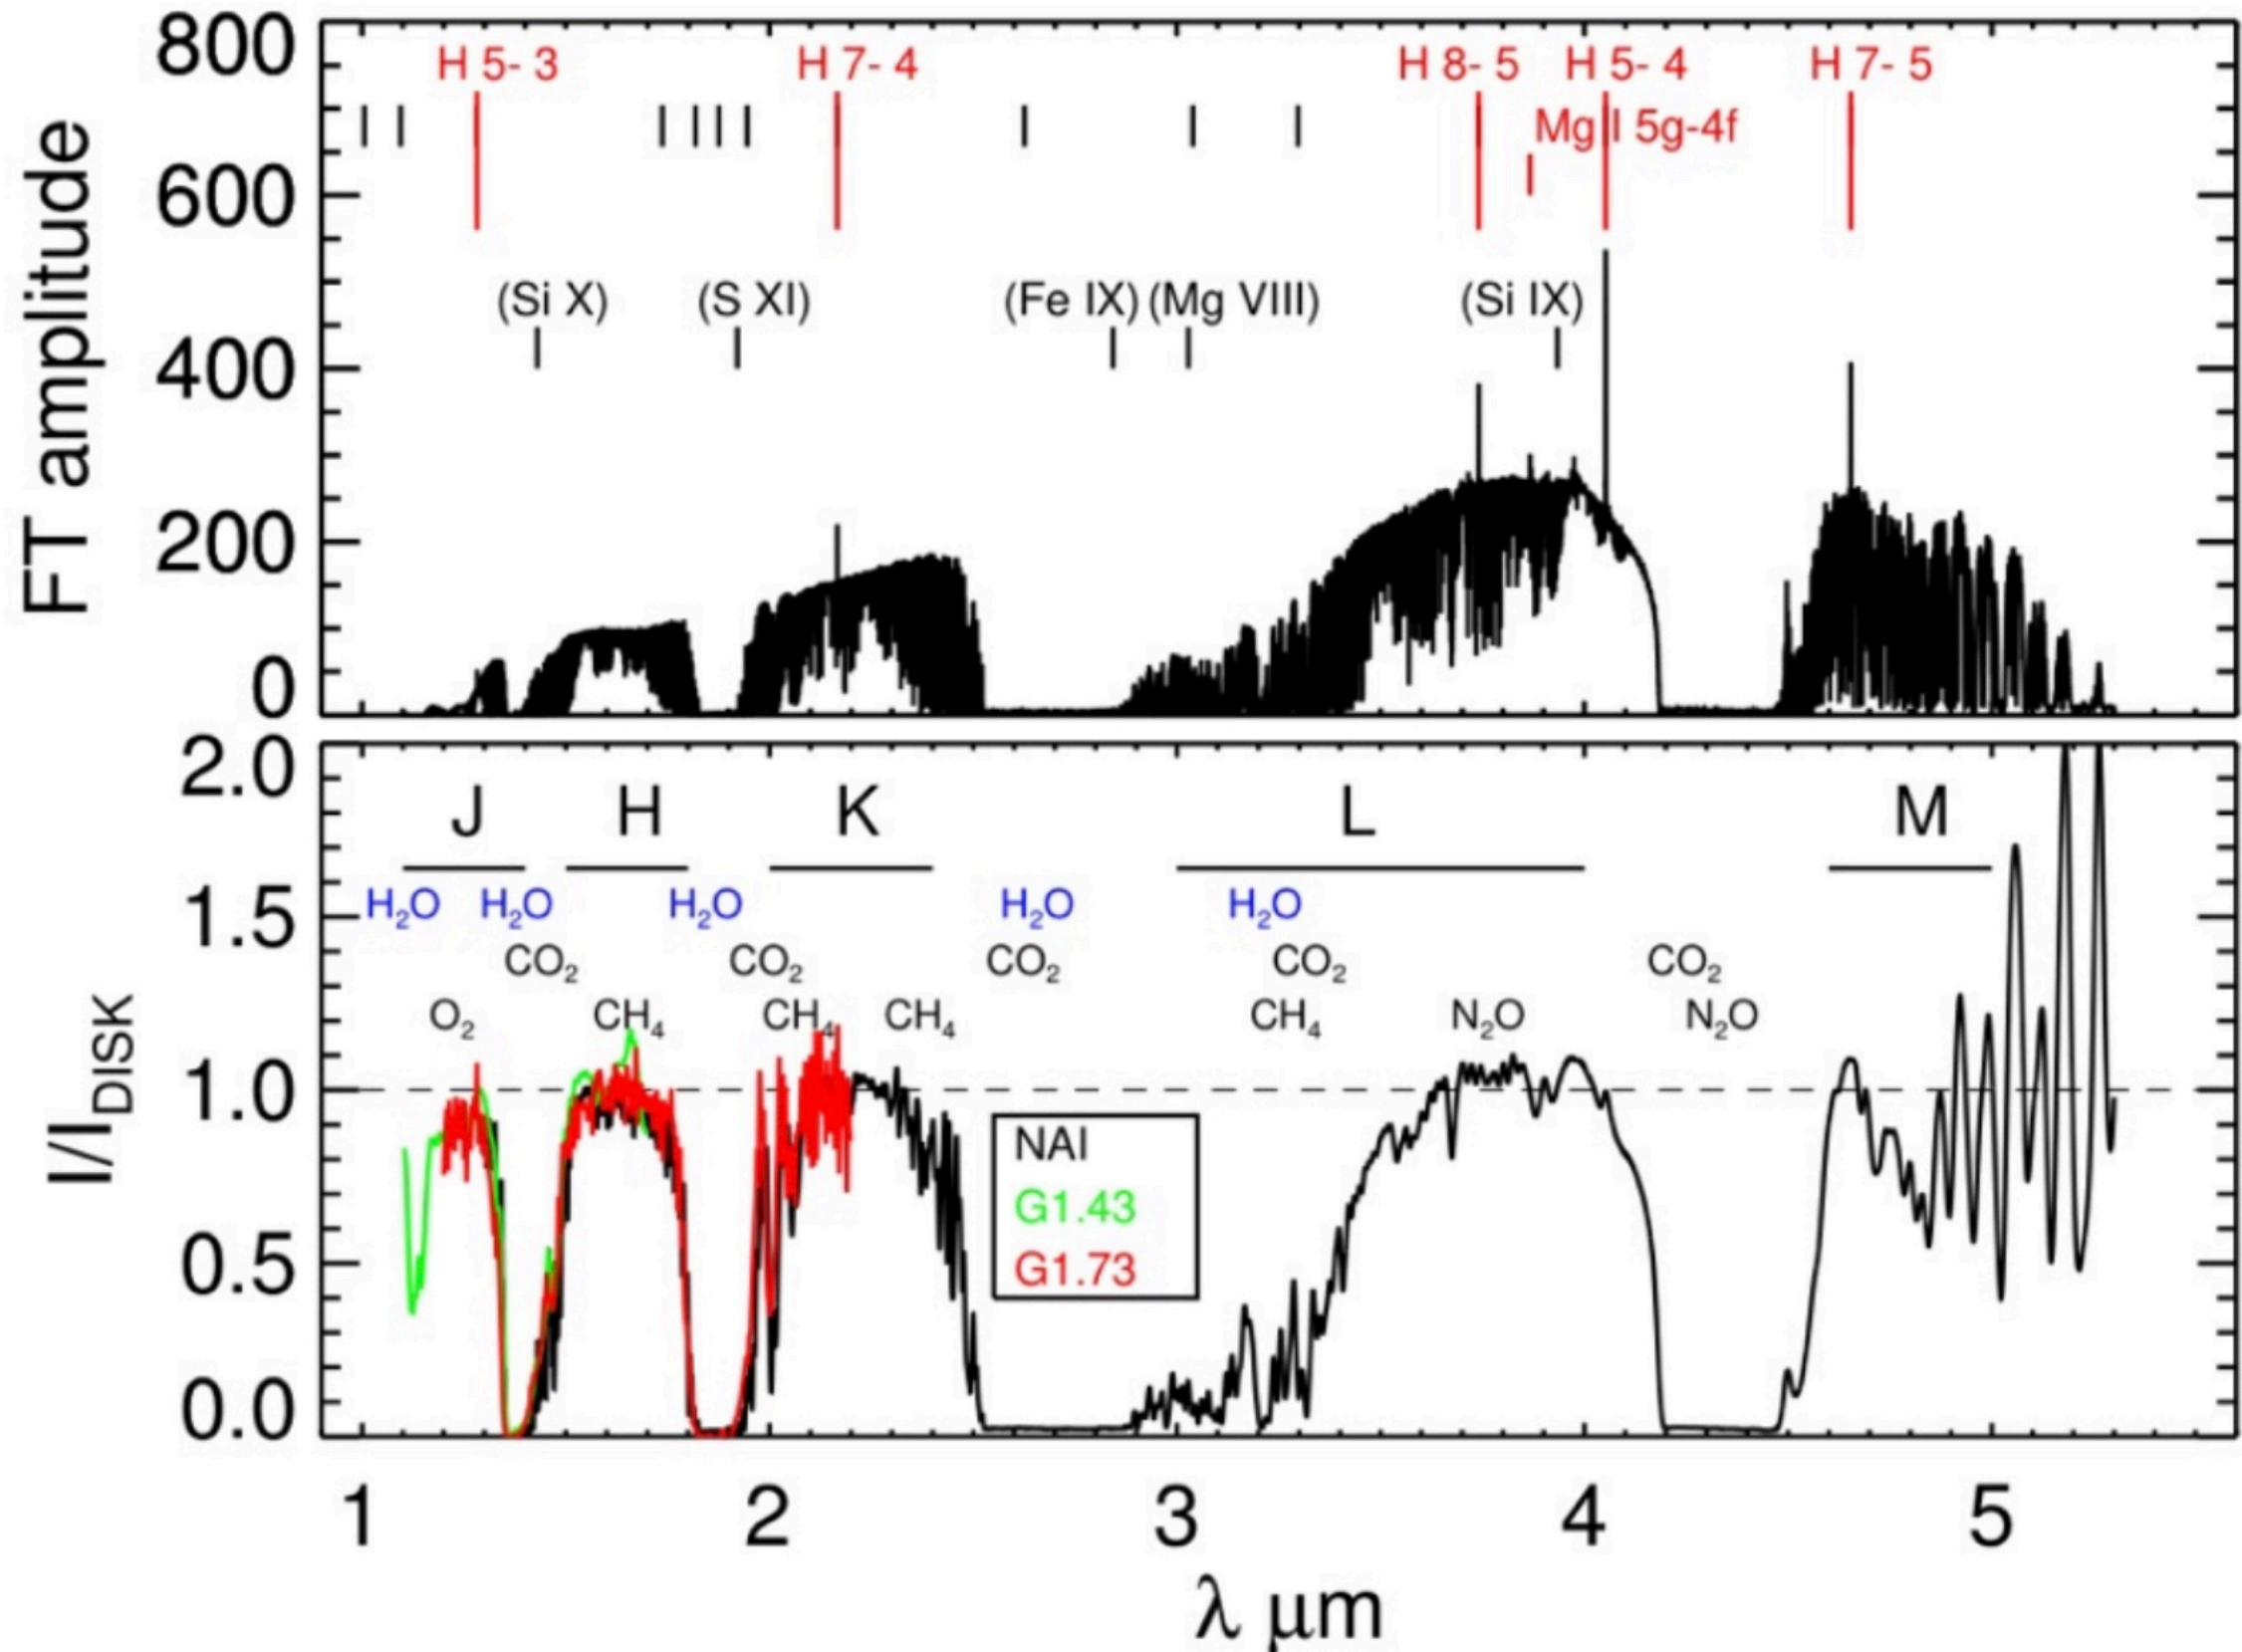 800
H 5- 3 H 7- 4 H 8- 5 H 5- 4 H 7- 5
Mg I 5g-4f
600
(Si X) (S XI) (Fe IX) (Mg VIII) (Si IX)
400
200
0
FT amplitude
2.0
J H K L M
1.5
H₂O H₂O H₂O H₂O H₂O
CO₂ CO₂ CO₂ CO₂ CO₂
O₂ CH₄ CH₄ CH₄ CH₄ N₂O N₂O
1.0
NAI
G1.43
G1.73
0.5
0.0
I/I_DISK
1 2 3 4 5
λ μm